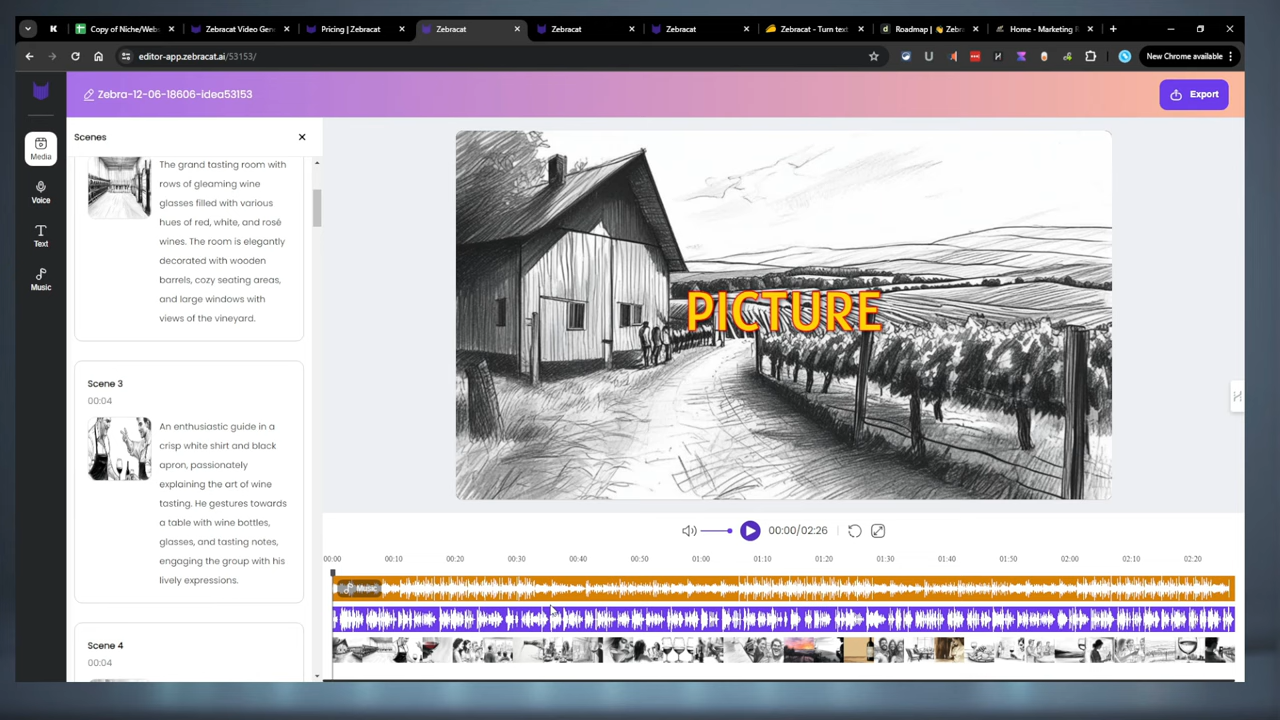 Copy of Niche/Web:
Zebracat Video Gene
Pricing | Zebracat
Zebracat
Zebracat
Zebracat
Zebracat - Turn text
Roadmap | Zebra
Home - Marketing
editor-app.zebracat.ai/53153/
New Chrome available
Zebra-12-06-18606-idea53153
Export
Media
Voice
Text
Music
Scenes
The grand tasting room with
rows of gleaming wine
glasses filled with various
hues of red, white, and rosé
wines. The room is elegantly
decorated with wooden
barrels, cozy seating areas,
and large windows with
views of the vineyard.
Scene 3
00:04
An enthusiastic guide in a
crisp white shirt and black
apron, passionately
explaining the art of wine
tasting. He gestures towards
a table with wine bottles,
glasses, and tasting notes,
engaging the group with his
lively expressions.
Scene 4
00:04
PICTURE
00:00/02:26
00:00 00:10 00:20 00:30 00:40 00:50 01:00 01:10 01:20 01:30 01:40 01:50 02:00 02:10 02:20
Music